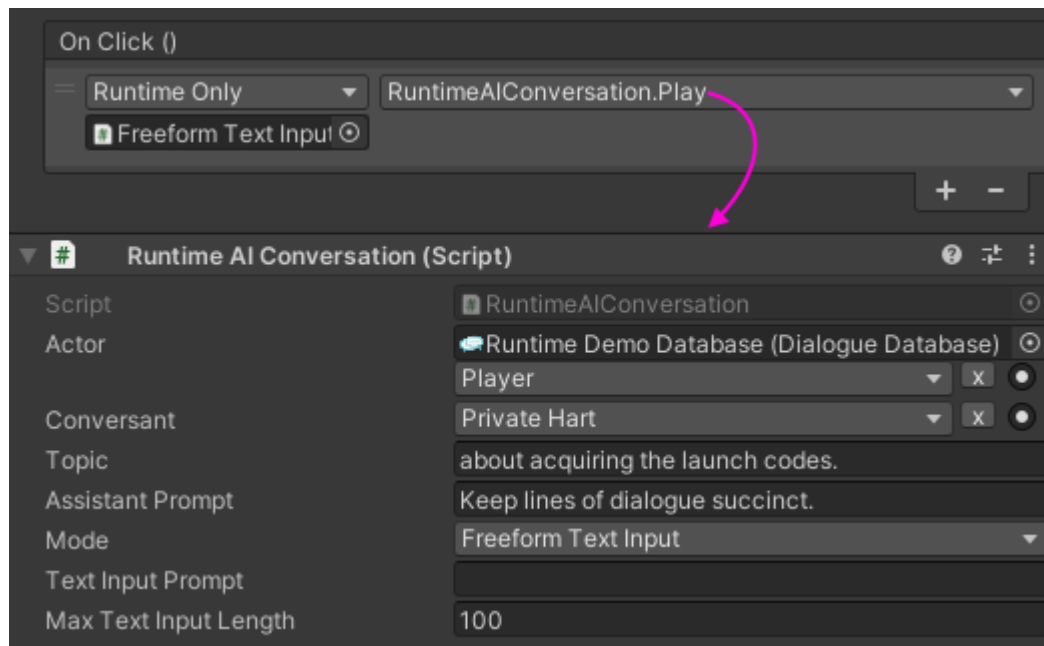 On Click ()
Runtime Only RuntimeAIConversation.Play
# Freeform Text Input
+ -
# Runtime AI Conversation (Script)
Script # RuntimeAIConversation
Actor Runtime Demo Database (Dialogue Database)
Player x
Conversant Private Hart x
Topic about acquiring the launch codes.
Assistant Prompt Keep lines of dialogue succinct.
Mode Freeform Text Input
Text Input Prompt
Max Text Input Length 100